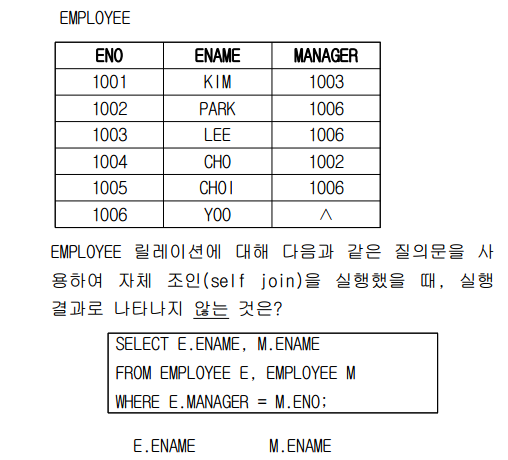 EMPLOYEE
ENO ENAME MANAGER
1001 KIM 1003
1002 PARK 1006
1003 LEE 1006
1004 CHO 1002
1005 CHOI 1006
1006 YOO ∧
EMPLOYEE 릴레이션에 대해 다음과 같은 질의문을 사
용하여 자체 조인(self join)을 실행했을 때, 실행
결과로 나타나지 않는 것은?
SELECT E.ENAME, M.ENAME
FROM EMPLOYEE E, EMPLOYEE M
WHERE E.MANAGER = M.ENO;
E.ENAME M.ENAME